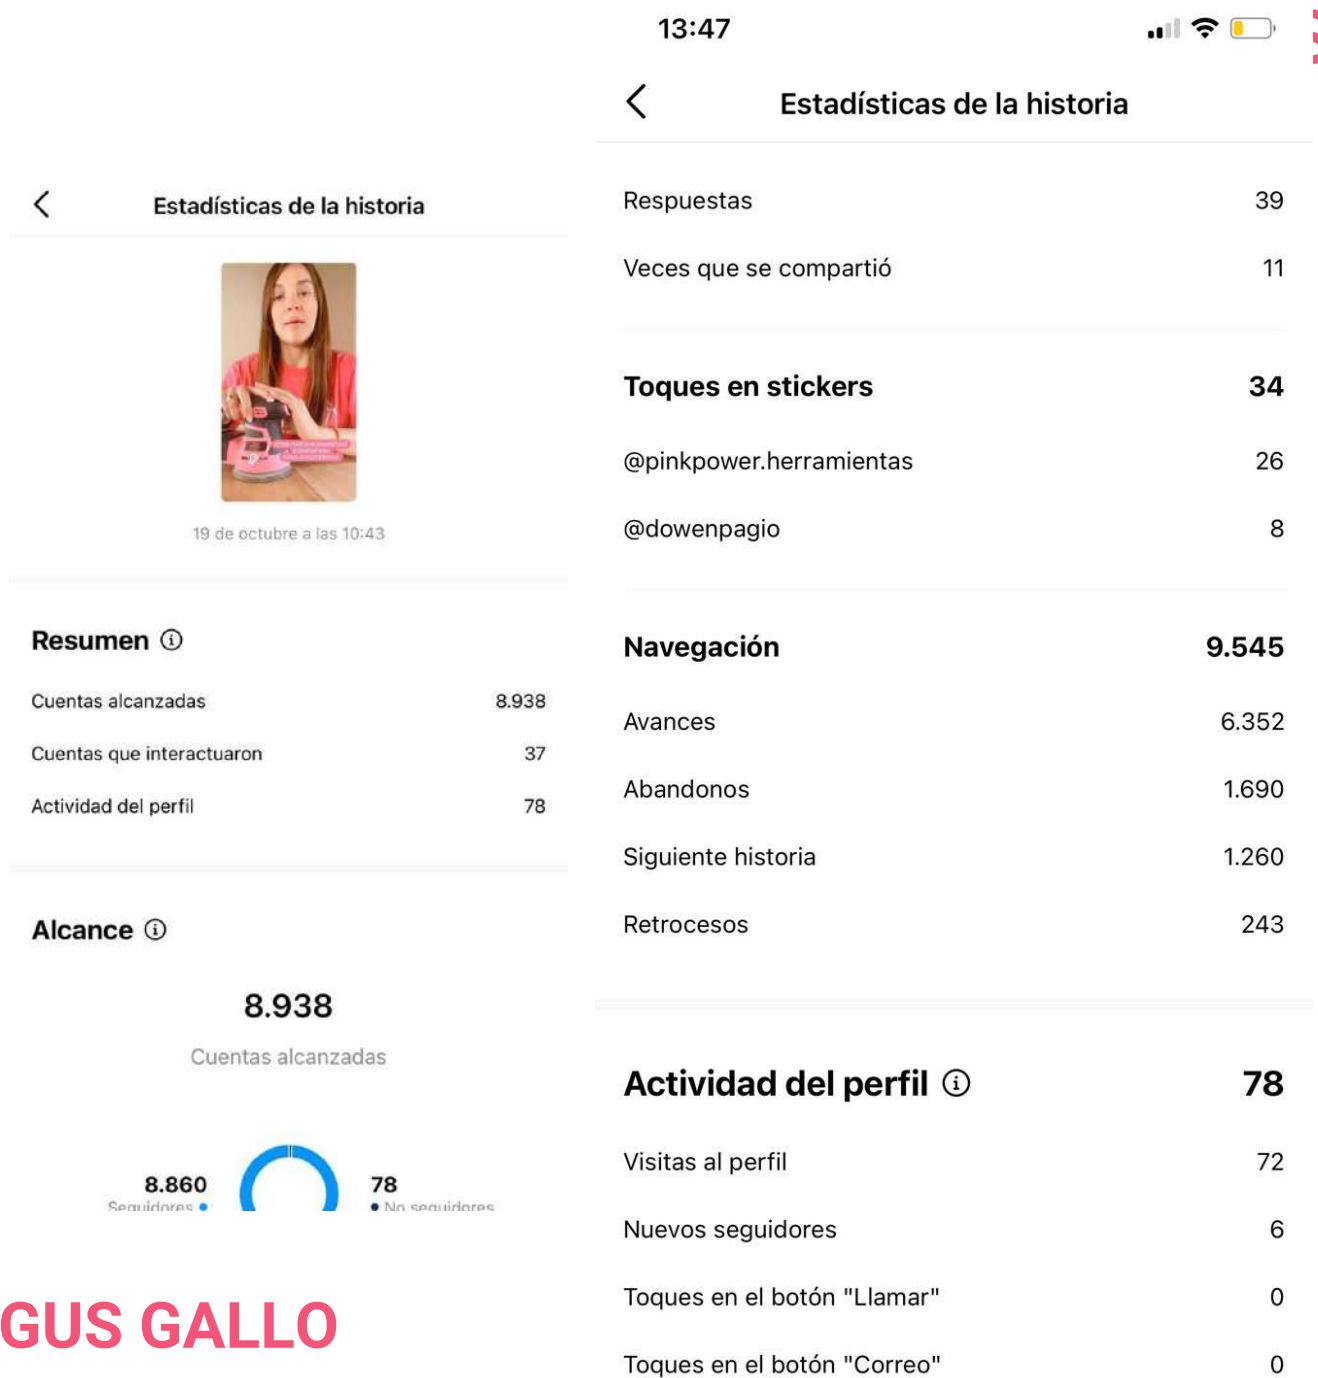 Estadísticas de la historia
19 de octubre a las 10:43
Resumen
Cuentas alcanzadas 8.938
Cuentas que interactuaron 37
Actividad del perfil 78
Alcance
8.938
Cuentas alcanzadas
8.860 78
Seguidores No seguidores
GUS GALLO
13:47
Estadísticas de la historia
Respuestas 39
Veces que se compartió 11
Toques en stickers 34
@pinkpower.herramientas 26
@dowenpagio 8
Navegación 9.545
Avances 6.352
Abandonos 1.690
Siguiente historia 1.260
Retrocesos 243
Actividad del perfil 78
Visitas al perfil 72
Nuevos seguidores 6
Toques en el botón "Llamar" 0
Toques en el botón "Correo" 0